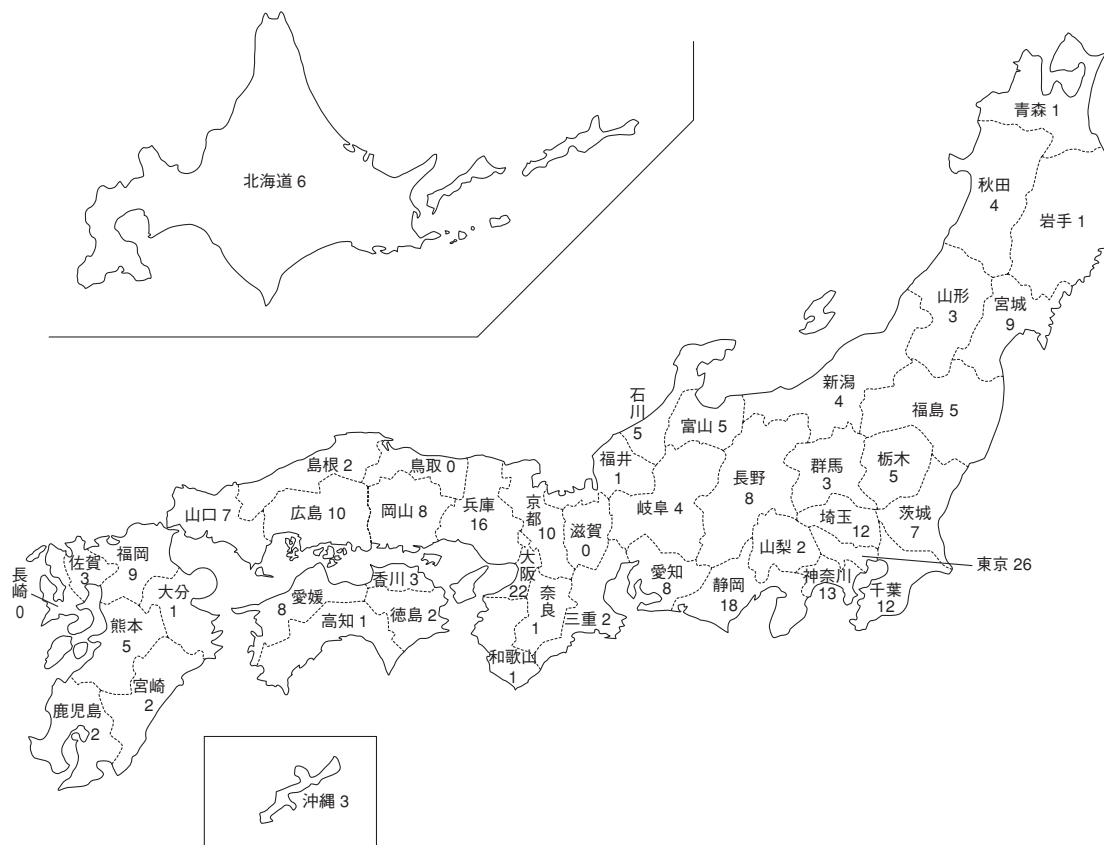 北海道 6
青森 1
秋田
4
岩手 1
山形
3
宮城
9
新潟
4
福島 5
石川
5
富山 5
福井
1
長野
8
群馬
3
栃木
5
茨城
7
埼玉
12
山梨 2
東京 26
神奈川
13
千葉
12
岐阜 4
愛知
8
静岡
18
島根 2
鳥取 0
山口 7
広島 10
岡山 8
兵庫
16
京都
10
滋賀
0
大阪
22
奈良
1
三重 2
和歌山
1
香川 3
愛媛
8
徳島 2
高知 1
福岡
9
佐賀
3
長崎
0
大分
1
熊本
5
宮崎
2
鹿児島
2
沖縄 3